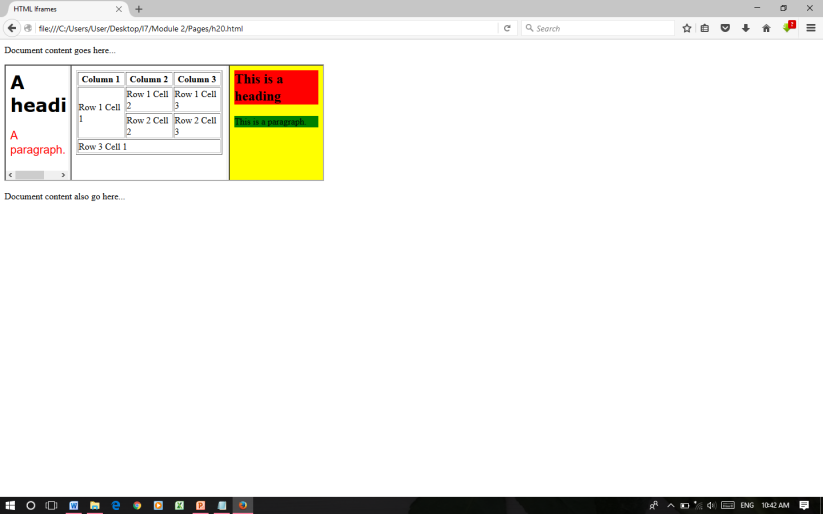 HTML Iframes
file:///C:/Users/User/Desktop/I7/Module 2/Pages/h20.html
Search
2
Document content goes here...
A
headi
A
paragraph.
Column 1 Column 2 Column 3
Row 1 Cell
1
Row 1 Cell
2
Row 1 Cell
3
Row 2 Cell
2
Row 2 Cell
3
Row 3 Cell 1
This is a
heading
This is a paragraph.
Document content also go here...
ENG 10:42 AM